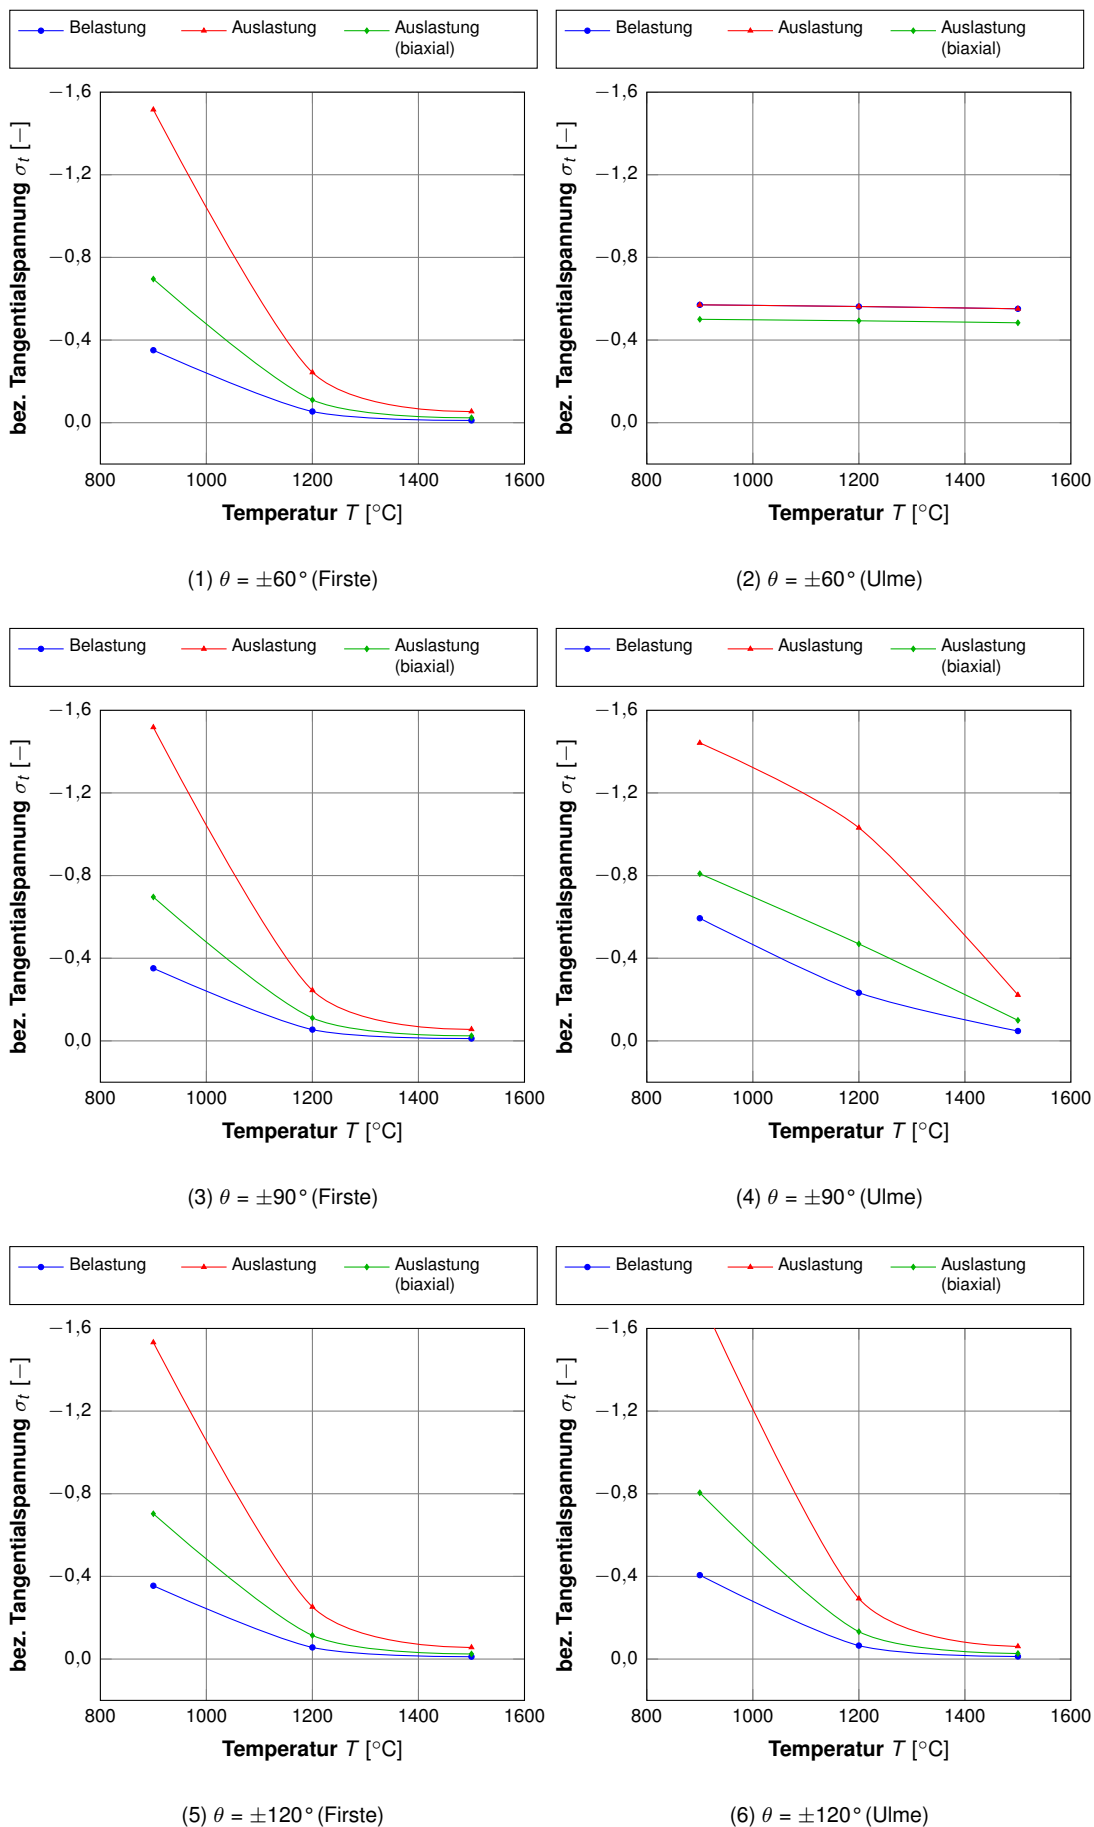 Belastung Auslastung Auslastung
(biaxial)
Belastung Auslastung Auslastung
(biaxial)
−1,6
−1,2
−0,8
−0,4
0,0
800 1000 1200 1400 1600
bez. Tangentialspannung σt [−]
Temperatur T [°C]
(1) θ = ±60° (Firste)
−1,6
−1,2
−0,8
−0,4
0,0
800 1000 1200 1400 1600
bez. Tangentialspannung σt [−]
Temperatur T [°C]
(2) θ = ±60° (Ulme)
Belastung Auslastung Auslastung
(biaxial)
Belastung Auslastung Auslastung
(biaxial)
−1,6
−1,2
−0,8
−0,4
0,0
800 1000 1200 1400 1600
bez. Tangentialspannung σt [−]
Temperatur T [°C]
(3) θ = ±90° (Firste)
−1,6
−1,2
−0,8
−0,4
0,0
800 1000 1200 1400 1600
bez. Tangentialspannung σt [−]
Temperatur T [°C]
(4) θ = ±90° (Ulme)
Belastung Auslastung Auslastung
(biaxial)
Belastung Auslastung Auslastung
(biaxial)
−1,6
−1,2
−0,8
−0,4
0,0
800 1000 1200 1400 1600
bez. Tangentialspannung σt [−]
Temperatur T [°C]
(5) θ = ±120° (Firste)
−1,6
−1,2
−0,8
−0,4
0,0
800 1000 1200 1400 1600
bez. Tangentialspannung σt [−]
Temperatur T [°C]
(6) θ = ±120° (Ulme)